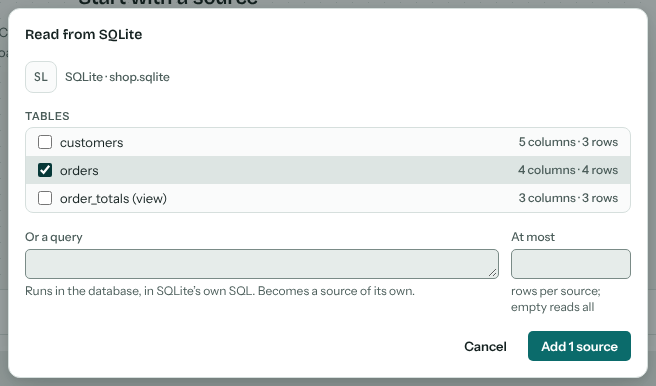 Start with a source
Read from SQLite
SL SQLite · shop.sqlite
TABLES
customers 5 columns · 3 rows
orders 4 columns · 4 rows
order_totals (view) 3 columns · 3 rows
Or a query At most
Runs in the database, in SQLite's own SQL. Becomes a source of its own. rows per source;
empty reads all
Cancel Add 1 source